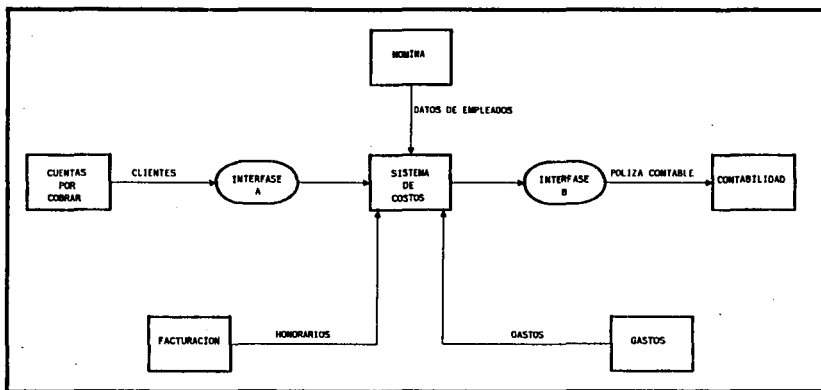 NOMINA
DATOS DE EMPLEADOS
CUENTAS
POR
COBRAR
CLIENTES
INTERFASE
A
SISTEMA
DE
COSTOS
INTERFASE
B
POLIZA CONTABLE
CONTABILIDAD
FACTURACION
HONORARIOS
GASTOS
GASTOS